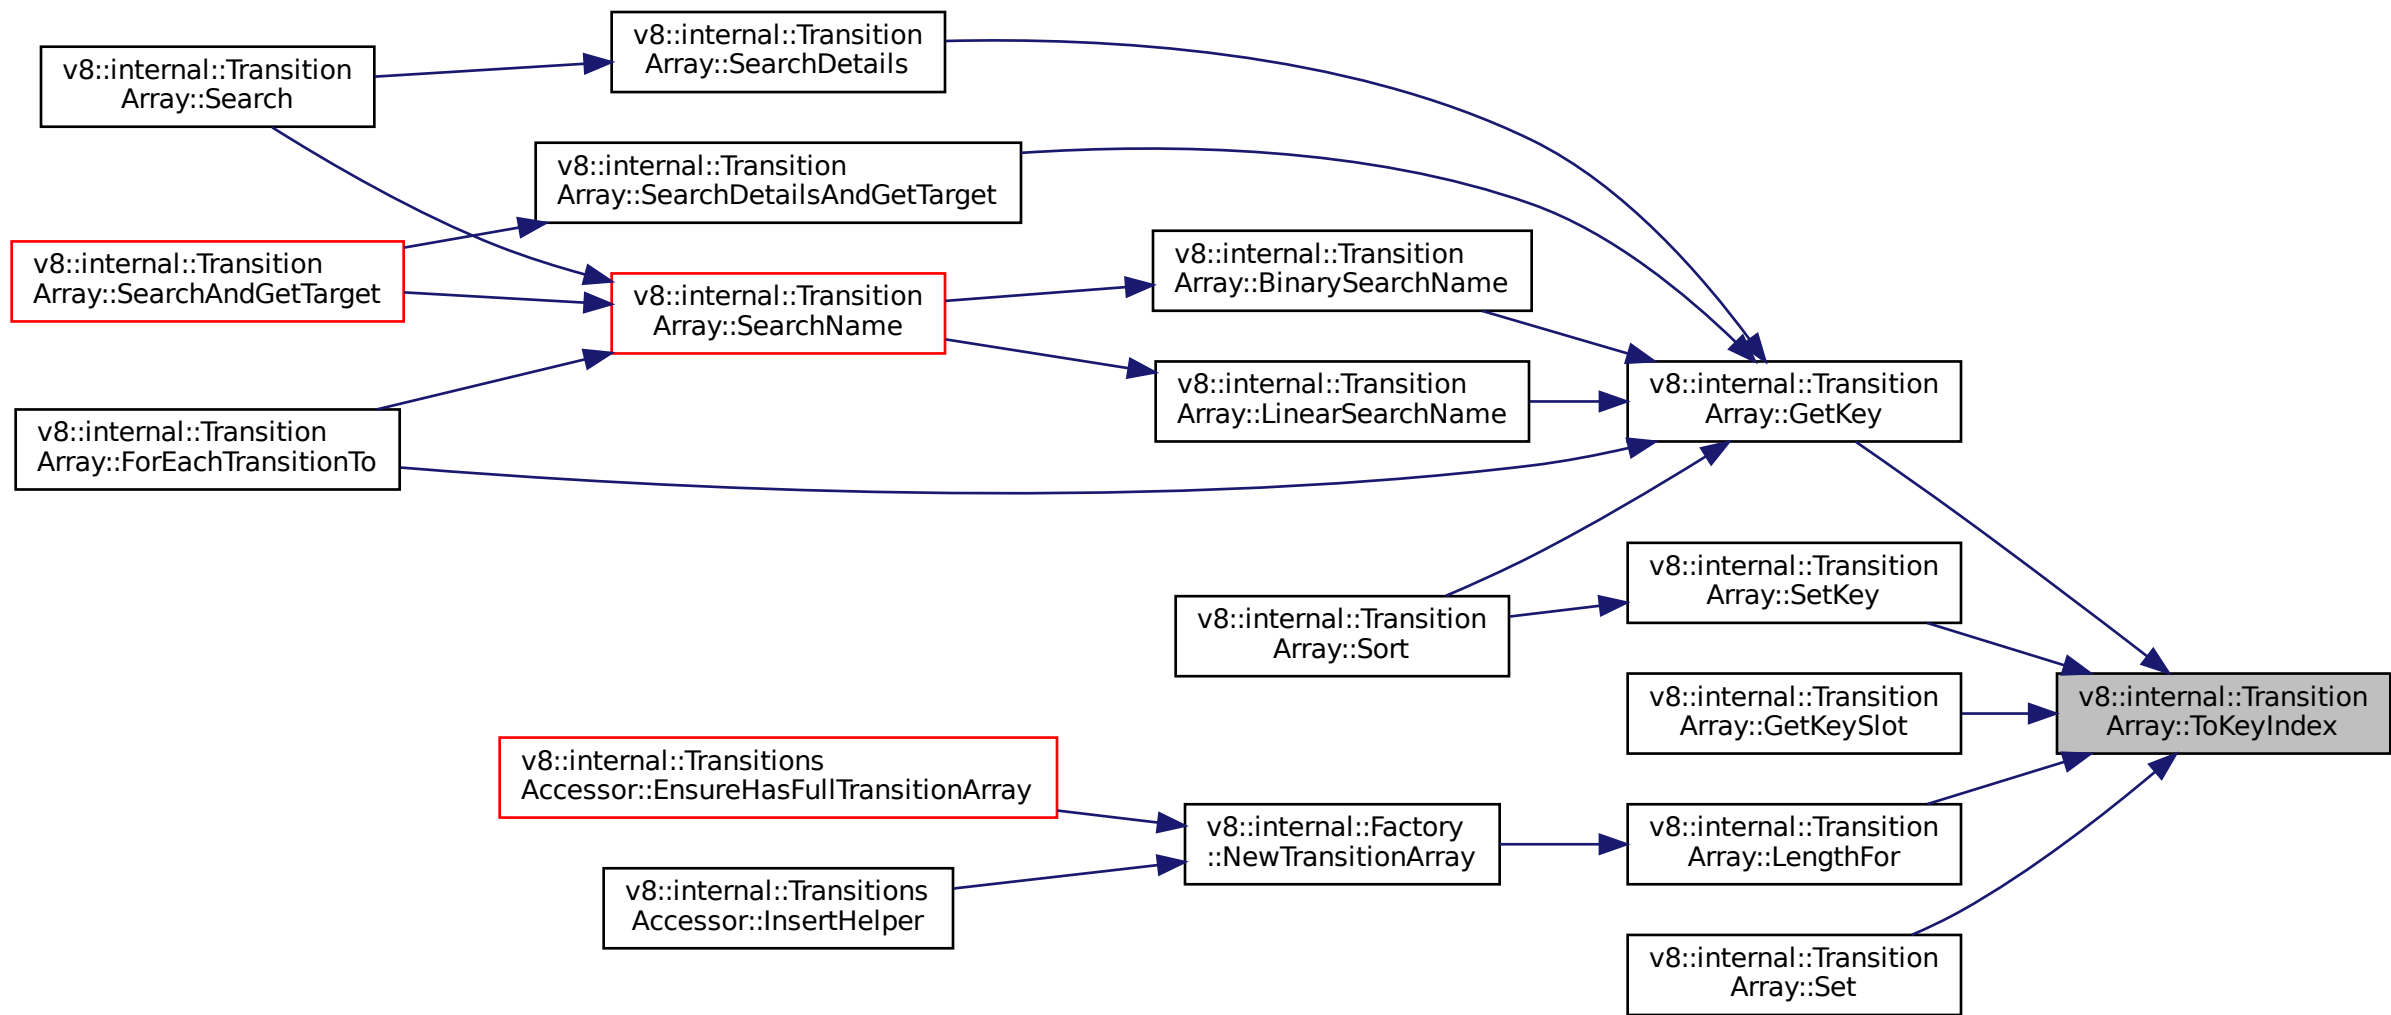 v8::internal::Transition
Array::SearchDetails
v8::internal::Transition
Array::Search
v8::internal::Transition
Array::SearchDetailsAndGetTarget
v8::internal::Transition
Array::SearchAndGetTarget
v8::internal::Transition
Array::BinarySearchName
v8::internal::Transition
Array::SearchName
v8::internal::Transition
Array::LinearSearchName
v8::internal::Transition
Array::GetKey
v8::internal::Transition
Array::ForEachTransitionTo
v8::internal::Transition
Array::SetKey
v8::internal::Transition
Array::Sort
v8::internal::Transition
Array::GetKeySlot
v8::internal::Transition
Array::ToKeyIndex
v8::internal::Transitions
Accessor::EnsureHasFullTransitionArray
v8::internal::Factory
::NewTransitionArray
v8::internal::Transition
Array::LengthFor
v8::internal::Transitions
Accessor::InsertHelper
v8::internal::Transition
Array::Set